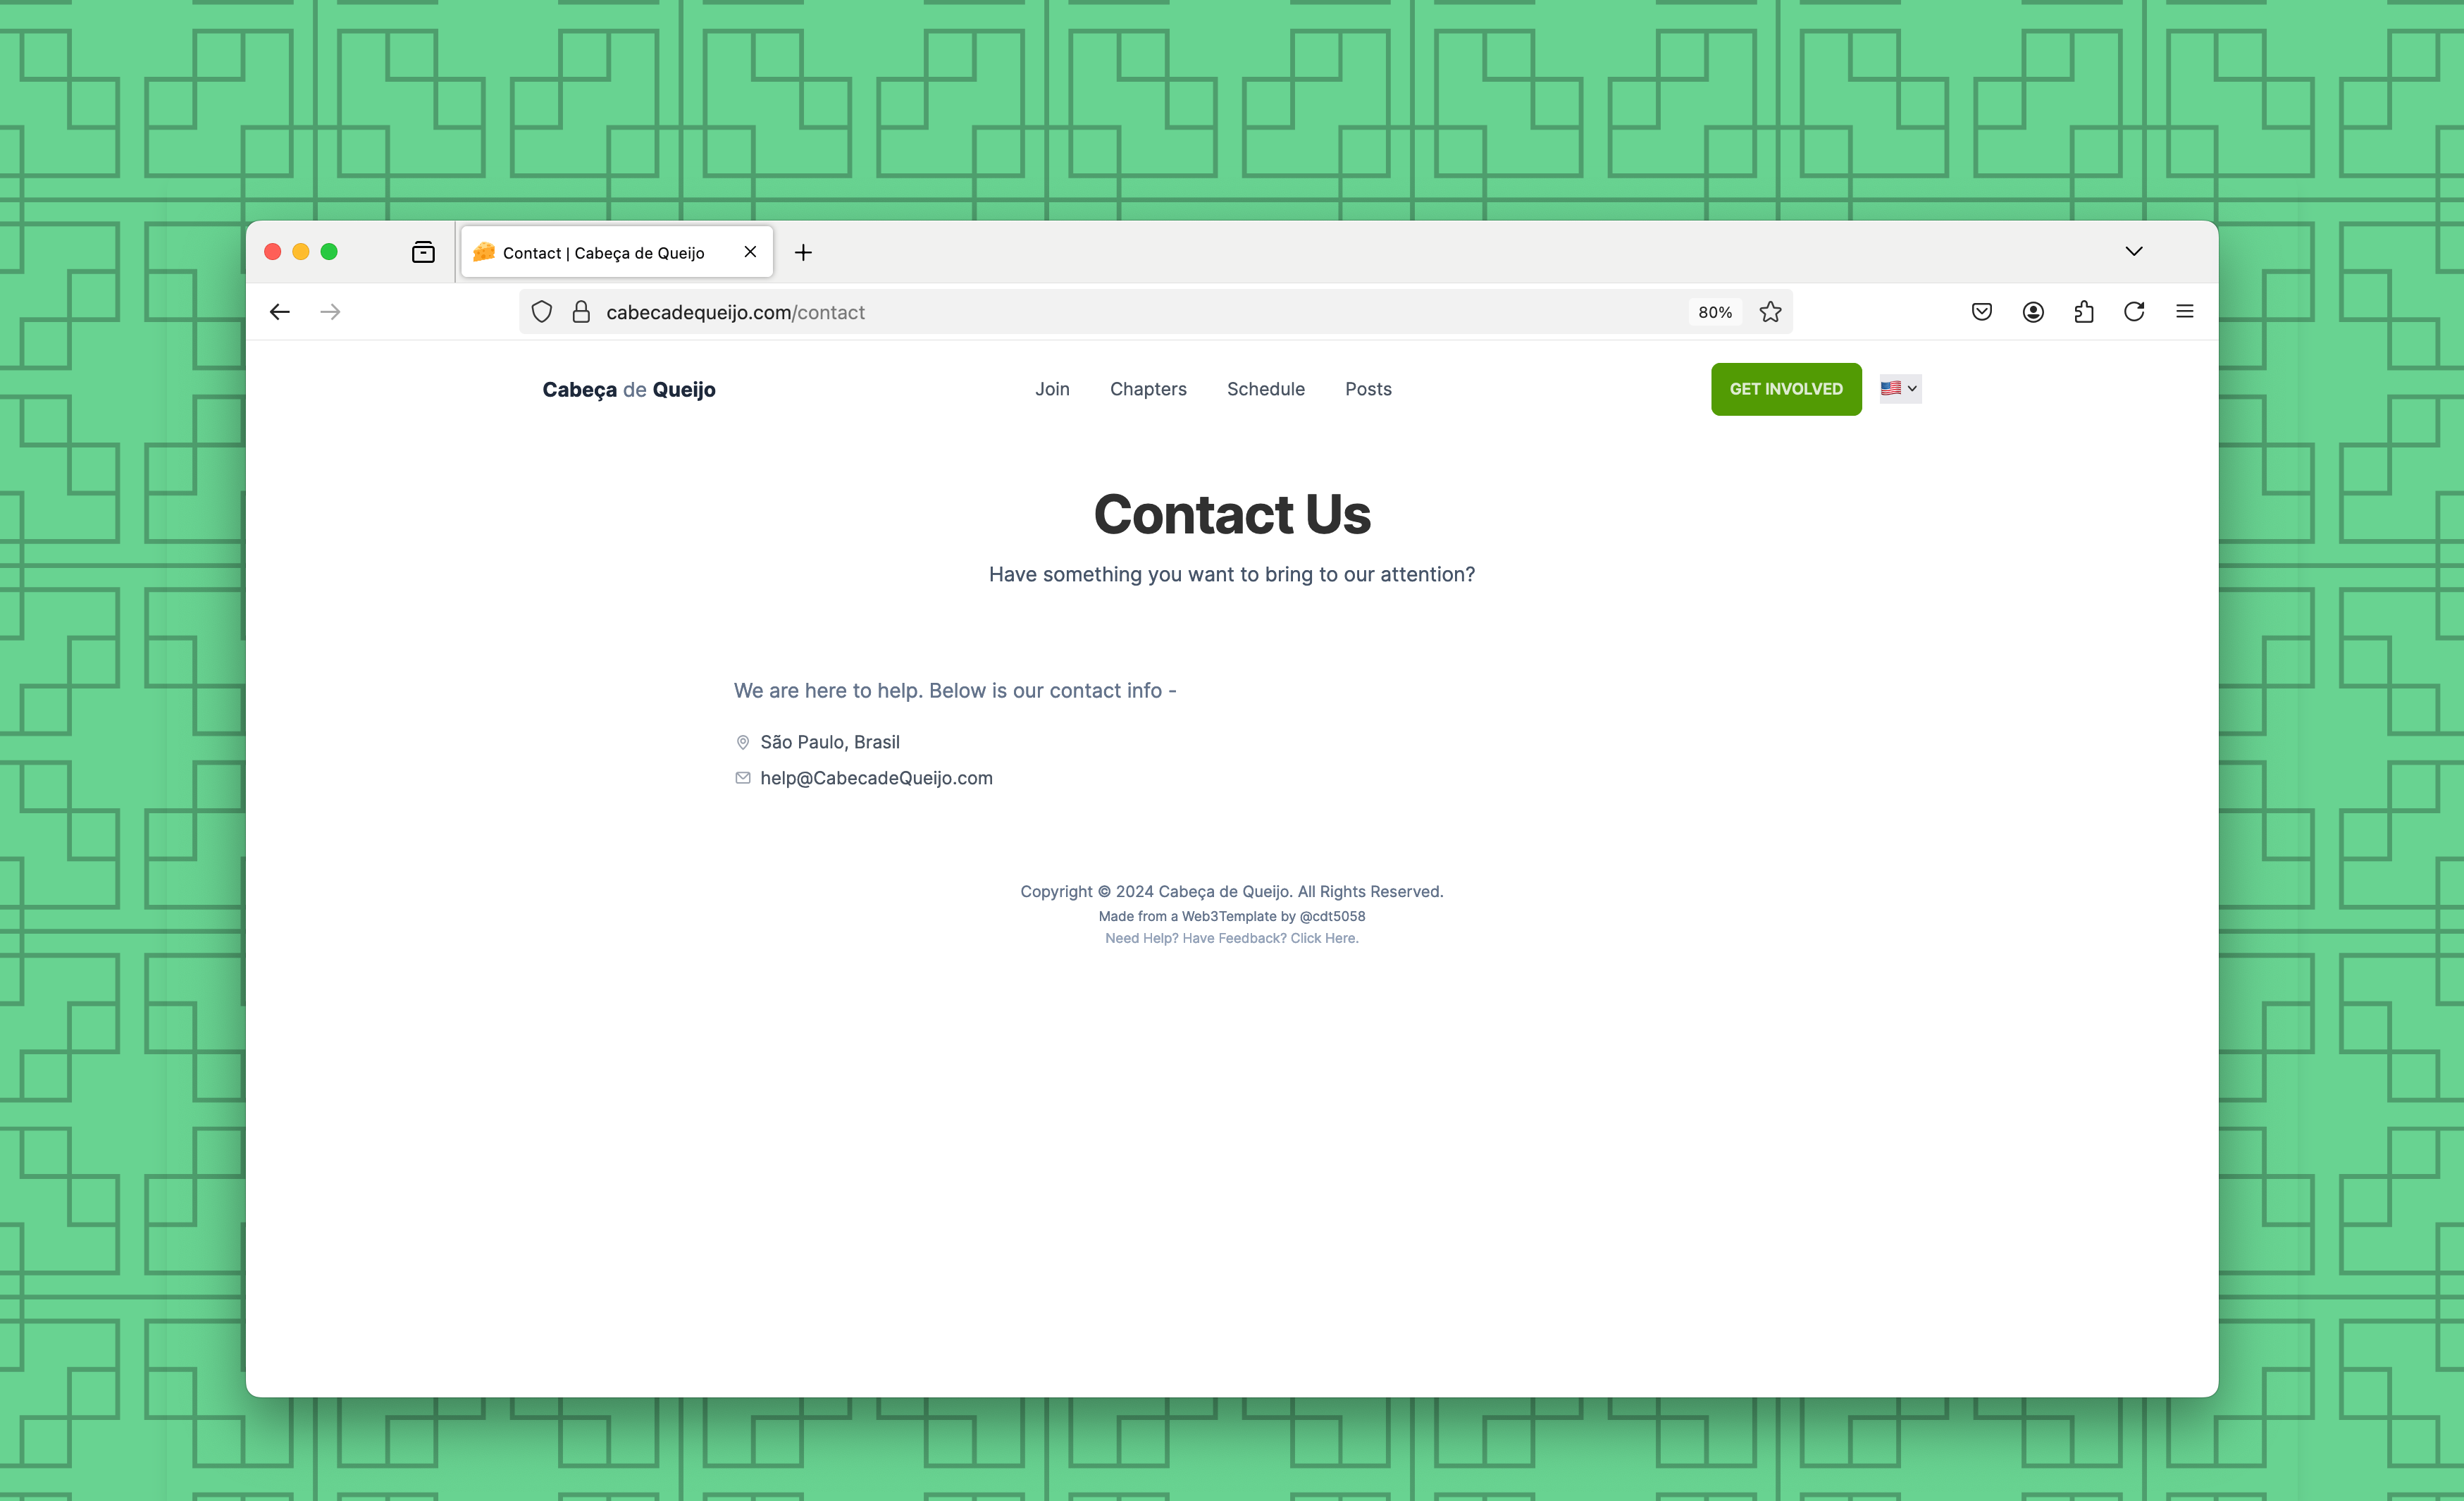 Contact | Cabeça de Queijo
cabecadequeijo.com/contact
80%
Cabeça de Queijo
Join
Chapters
Schedule
Posts
GET INVOLVED
Contact Us
Have something you want to bring to our attention?
We are here to help. Below is our contact info -
São Paulo, Brasil
help@CabecadeQueijo.com
Copyright © 2024 Cabeça de Queijo. All Rights Reserved.
Made from a Web3Template by @cdt5058
Need Help? Have Feedback? Click Here.